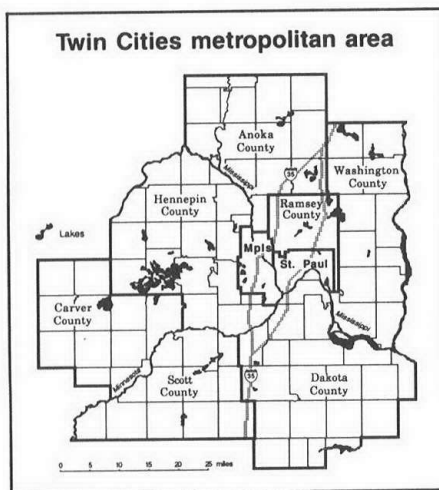 Twin Cities metropolitan area
Anoka
County
Mississippi
35
Washington
County
Hennepin
County
Ramsey
County
Lakes
Mpls
St. Paul
Carver
County
Mississippi
Minnesota
Scott
County
35
Dakota
County
0 5 10 15 20 25 miles